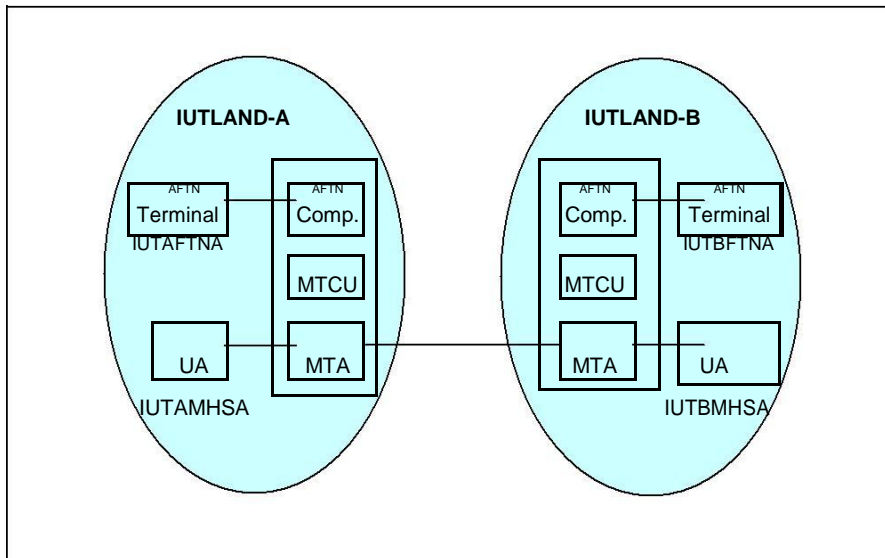 IUTLAND-A
AFTN
Terminal
IUTAFTNA
AFTN
Comp.
MTCU
UA
IUTAMHSA
MTA
IUTLAND-B
AFTN
Comp.
AFTN
Terminal
IUTBFTNA
MTCU
MTA
UA
IUTBMHSA